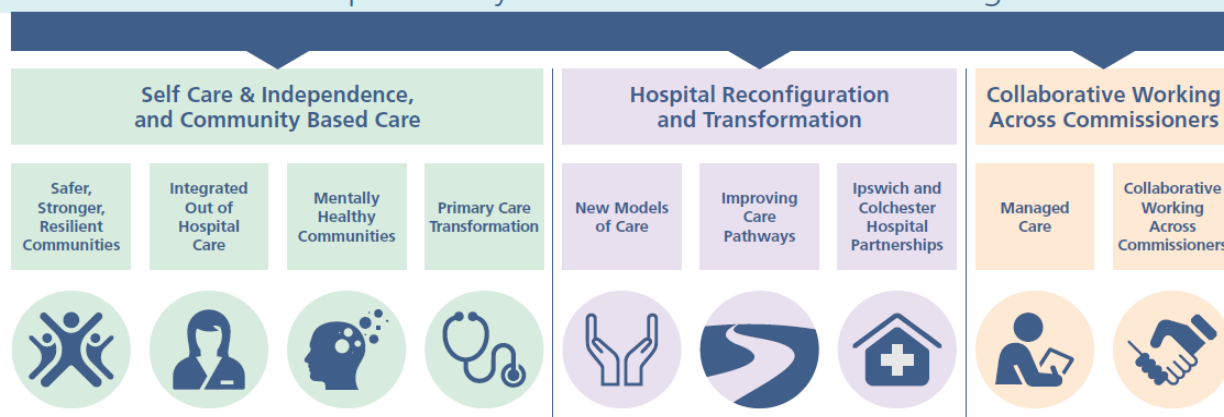 Self Care & Independence,
and Community Based Care
Hospital Reconfiguration
and Transformation
Collaborative Working
Across Commissioners
Safer,
Stronger,
Resilient
Communities
Integrated
Out of
Hospital
Care
Mentally
Healthy
Communities
Primary Care
Transformation
New Models
of Care
Improving
Care
Pathways
Ipswich and
Colchester
Hospital
Partnerships
Managed
Care
Collaborative
Working
Across
Commissioners